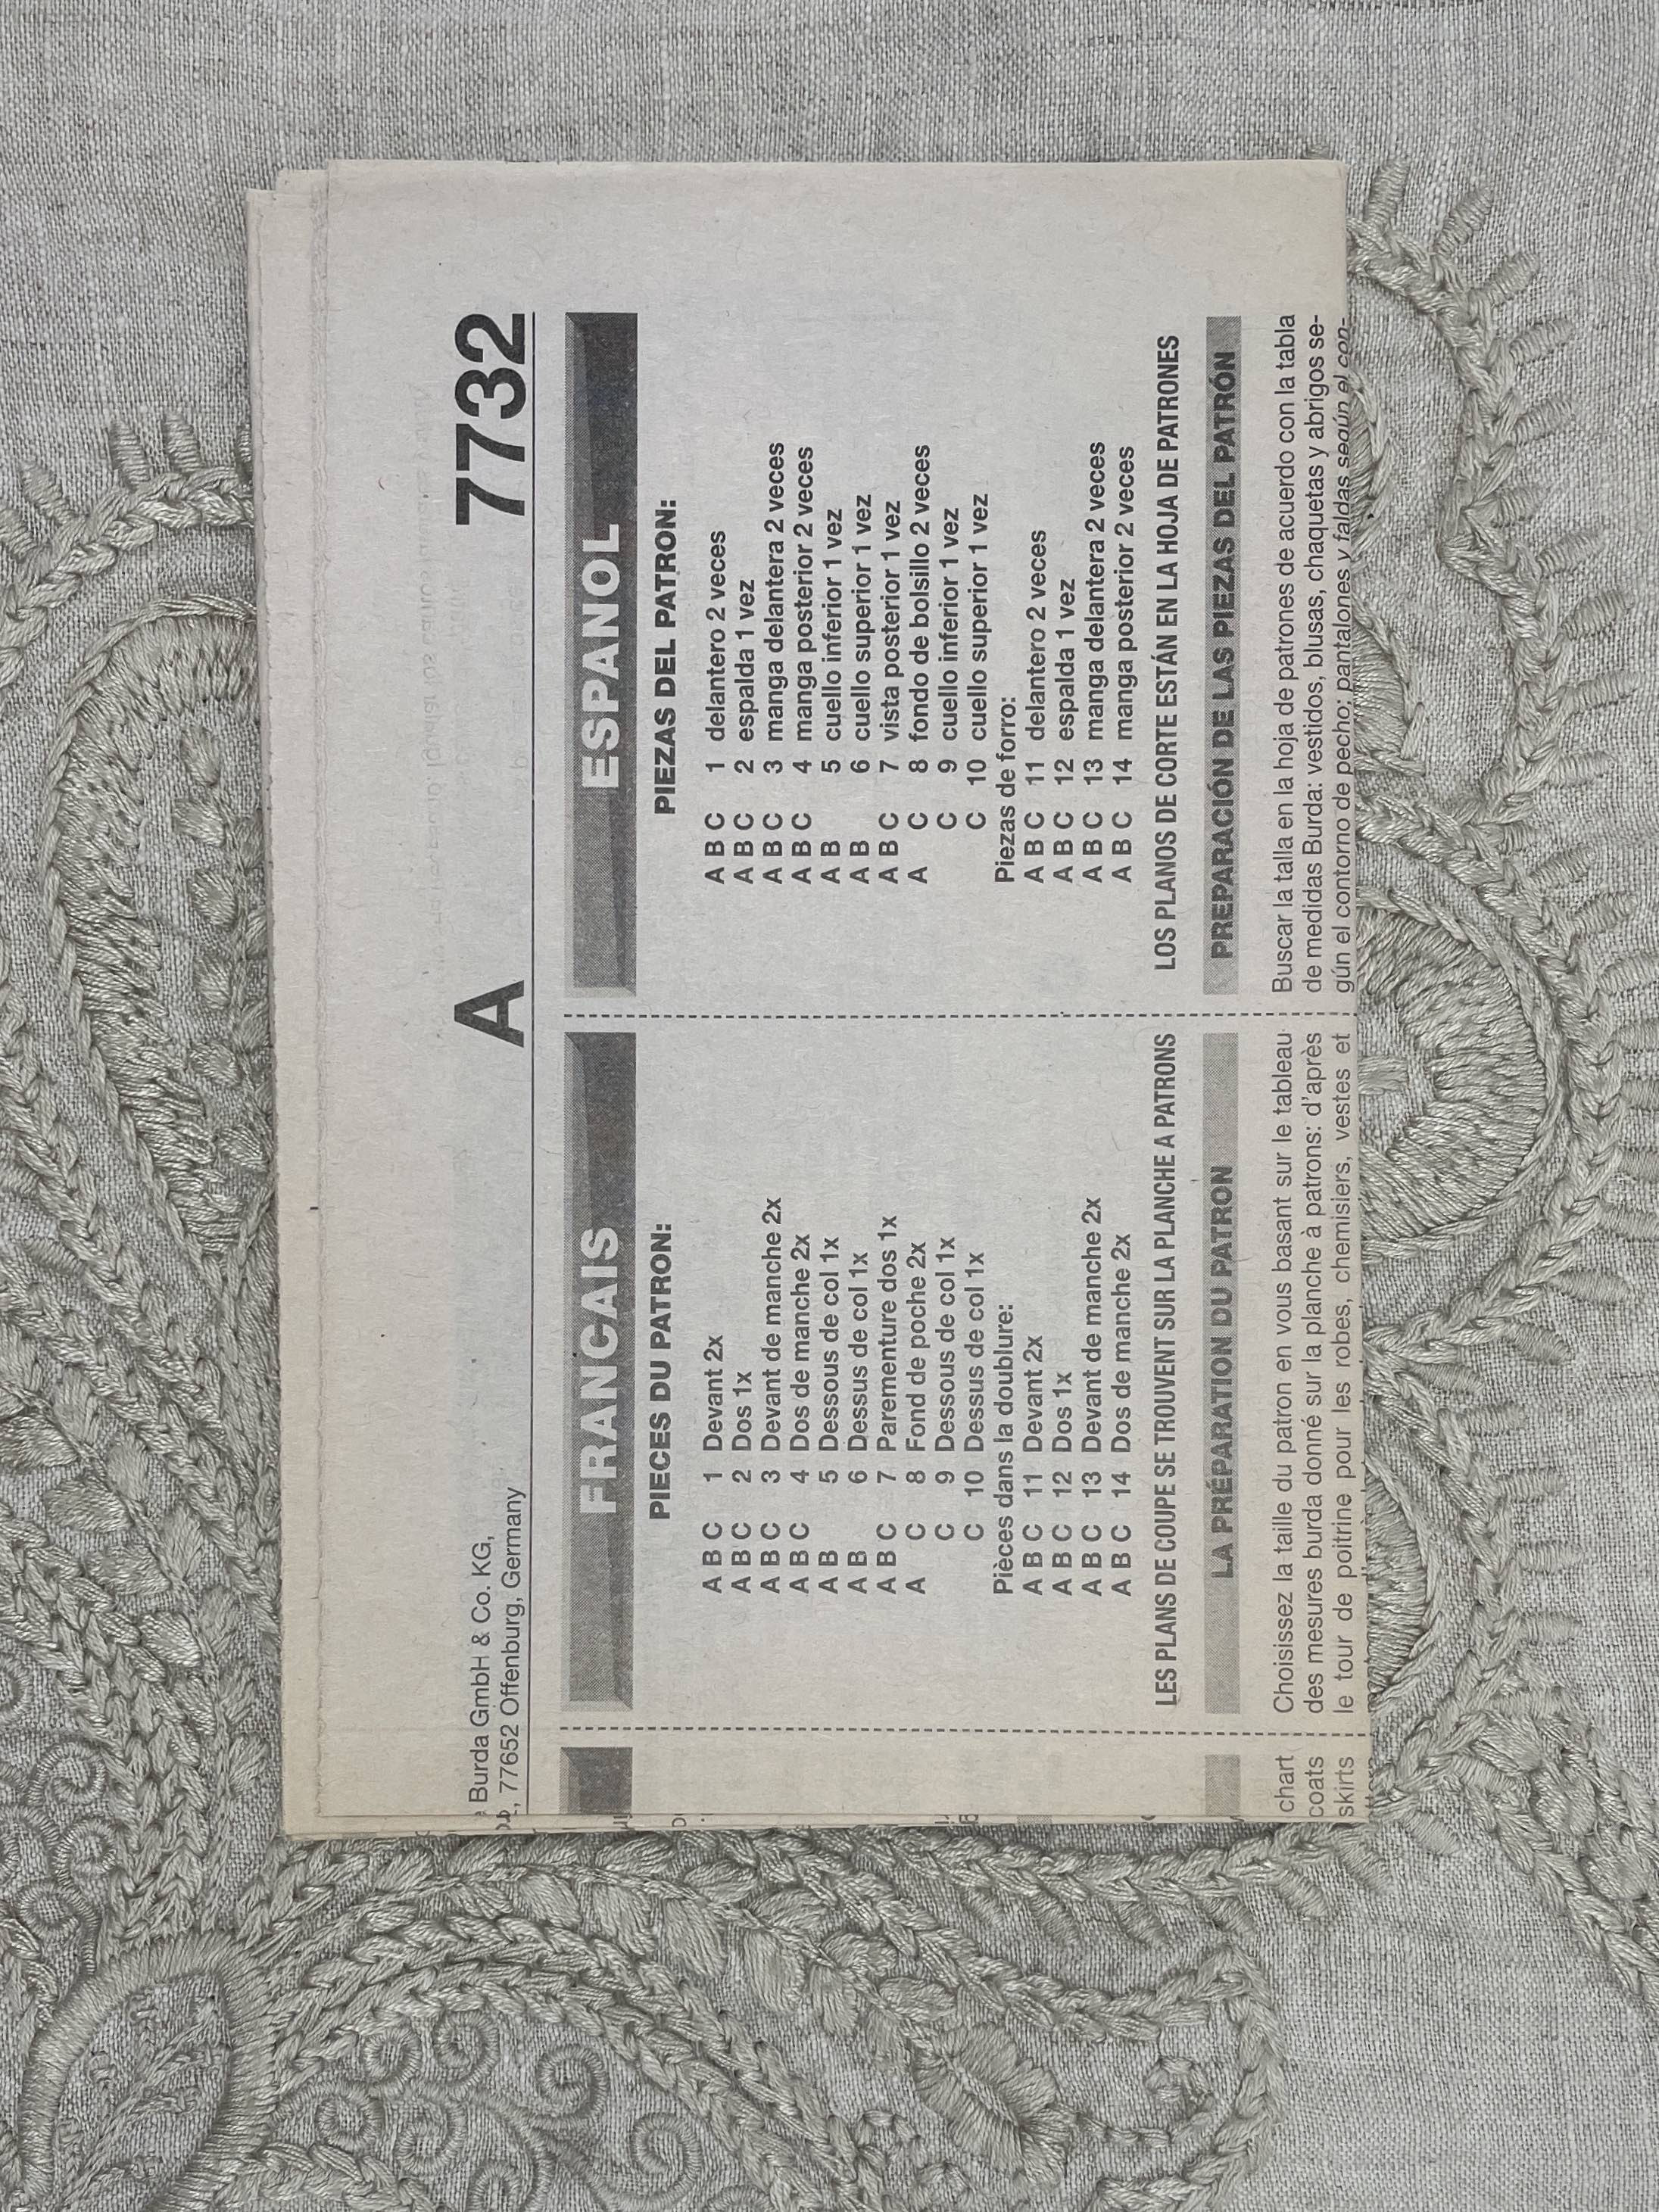 Burda GmbH & Co. KG,
77652 Offenburg, Germany
A 7732
FRANCAIS
PIECES DU PATRON:
A B C 1 Devant 2x
A B C 2 Dos 1x
A B C 3 Devant de manche 2x
A B C 4 Dos de manche 2x
A B 5 Dessous de col 1x
A B 6 Dessus de col 1x
A B C 7 Parementure dos 1x
A C 8 Fond de poche 2x
C 9 Dessous de col 1x
C 10 Dessus de col 1x
Pièces dans la doublure:
A B C 11 Devant 2x
A B C 12 Dos 1x
A B C 13 Devant de manche 2x
A B C 14 Dos de manche 2x
LES PLANS DE COUPE SE TROUVENT SUR LA PLANCHE A PATRONS
LA PRÉPARATION DU PATRON
Choisissez la taille du patron en vous basant sur le tableau
des mesures burda donné sur la planche à patrons: d'après
le tour de poitrine pour les robes, chemisiers, vestes et
ESPANOL
PIEZAS DEL PATRON:
A B C 1 delantero 2 veces
A B C 2 espalda 1 vez
A B C 3 manga delantera 2 veces
A B C 4 manga posterior 2 veces
A B 5 cuello inferior 1 vez
A B 6 cuello superior 1 vez
A B C 7 vista posterior 1 vez
A C 8 fondo de bolsillo 2 veces
C 9 cuello inferior 1 vez
C 10 cuello superior 1 vez
Piezas de forro:
A B C 11 delantero 2 veces
A B C 12 espalda 1 vez
A B C 13 manga delantera 2 veces
A B C 14 manga posterior 2 veces
LOS PLANOS DE CORTE ESTÁN EN LA HOJA DE PATRONES
PREPARACIÓN DE LAS PIEZAS DEL PATRÓN
Buscar la talla en la hoja de patrones de acuerdo con la tabla
de medidas Burda: vestidos, blusas, chaquetas y abrigos se-
gún el contorno de pecho; pantalones y faldas según el con-
chart
coats
skirts